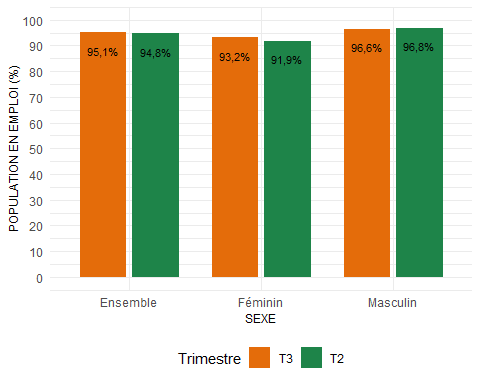 POPULATION EN EMPLOI (%)
100
90
80
70
60
50
40
30
20
10
0
95,1%
94,8%
93,2%
91,9%
96,6%
96,8%
Ensemble
Féminin
Masculin
SEXE
Trimestre T3 T2